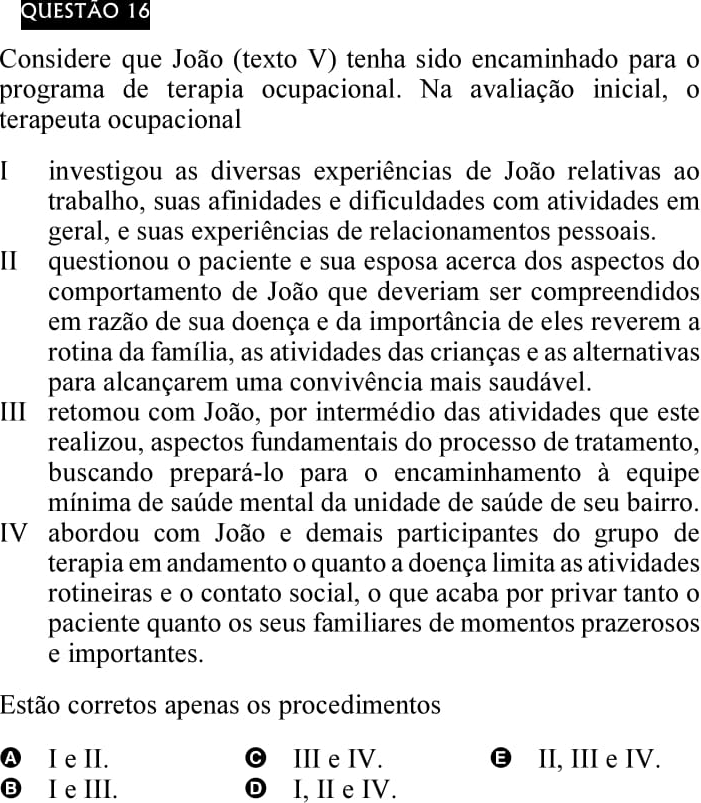 QUESTÃO 16
Considere que João (texto V) tenha sido encaminhado para o
programa de terapia ocupacional. Na avaliação inicial, o
terapeuta ocupacional
I investigou as diversas experiências de João relativas ao
trabalho, suas afinidades e dificuldades com atividades em
geral, e suas experiências de relacionamentos pessoais.
II questionou o paciente e sua esposa acerca dos aspectos do
comportamento de João que deveriam ser compreendidos
em razão de sua doença e da importância de eles reverem a
rotina da família, as atividades das crianças e as alternativas
para alcançarem uma convivência mais saudável.
III retomou com João, por intermédio das atividades que este
realizou, aspectos fundamentais do processo de tratamento,
buscando prepará-lo para o encaminhamento à equipe
mínima de saúde mental da unidade de saúde de seu bairro.
IV abordou com João e demais participantes do grupo de
terapia em andamento o quanto a doença limita as atividades
rotineiras e o contato social, o que acaba por privar tanto o
paciente quanto os seus familiares de momentos prazerosos
e importantes.
Estão corretos apenas os procedimentos
A I e II. C III e IV. E II, III e IV.
B I e III. D I, II e IV.